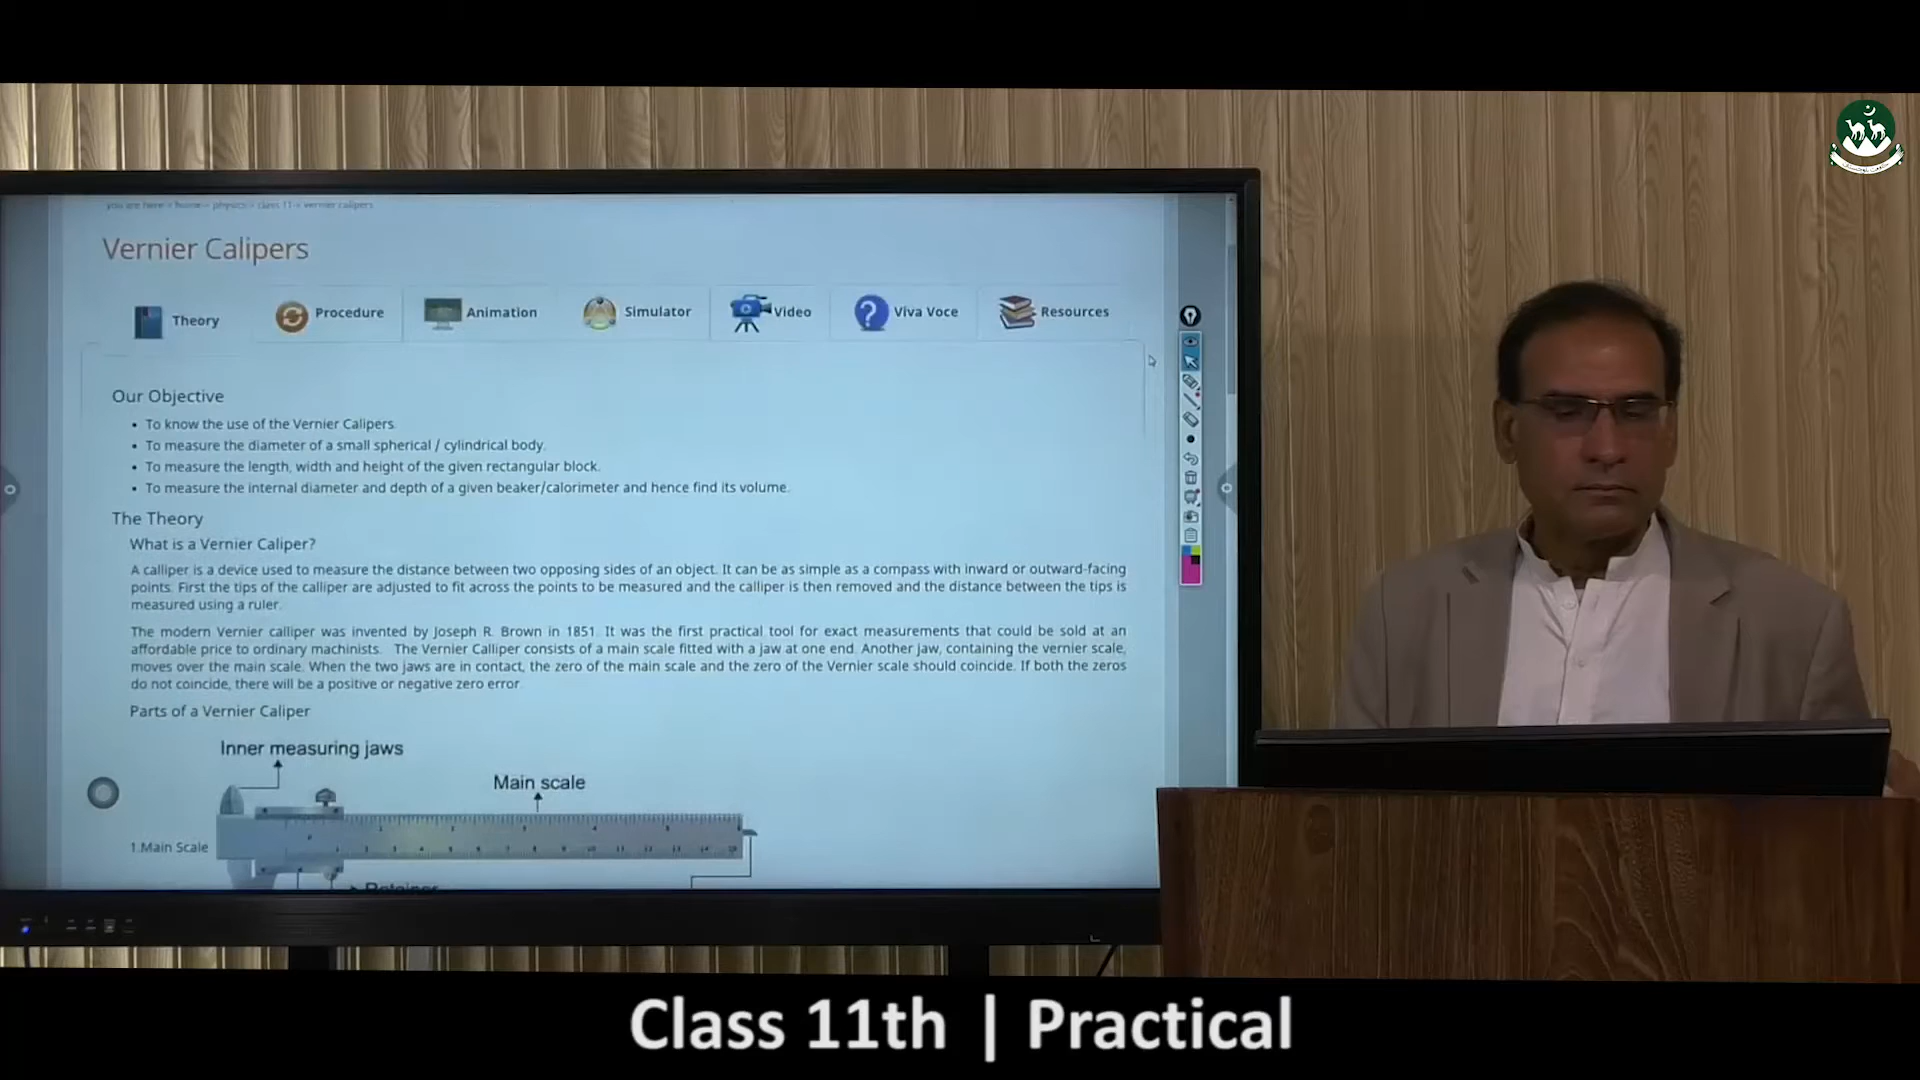 you are here > home > physics > class 11 > vernier calipers
Vernier Calipers
Theory
Procedure
Animation
Simulator
Video
Viva Voce
Resources
Our Objective
• To know the use of the Vernier Calipers.
• To measure the diameter of a small spherical / cylindrical body.
• To measure the length, width and height of the given rectangular block.
• To measure the internal diameter and depth of a given beaker/calorimeter and hence find its volume.
The Theory
What is a Vernier Caliper?
A calliper is a device used to measure the distance between two opposing sides of an object. It can be as simple as a compass with inward or outward-facing
points. First the tips of the calliper are adjusted to fit across the points to be measured and the calliper is then removed and the distance between the tips is
measured using a ruler.
The modern Vernier calliper was invented by Joseph R. Brown in 1851. It was the first practical tool for exact measurements that could be sold at an
affordable price to ordinary machinists. The Vernier Calliper consists of a main scale fitted with a jaw at one end. Another jaw, containing the vernier scale,
moves over the main scale. When the two jaws are in contact, the zero of the main scale and the zero of the Vernier scale should coincide. If both the zeros
do not coincide, there will be a positive or negative zero error.
Parts of a Vernier Caliper
Inner measuring jaws
Main scale
1.Main Scale
Retainer
Class 11th | Practical